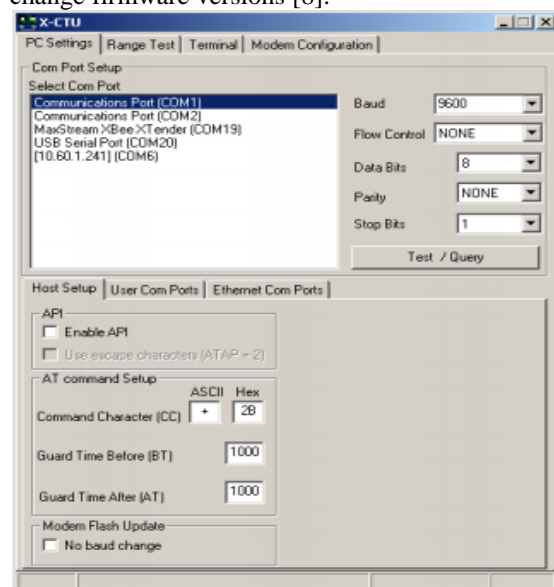 change firmware versions [8].
X-CTU
PC Settings Range Test Terminal Modem Configuration
Com Port Setup
Select Com Port
Communications Port (COM1)
Communications Port (COM2)
MaxStream XBee XTender (COM19)
USB Serial Port (COM20)
[10.60.1.241] (COM6)
Baud 9600
Flow Control NONE
Data Bits 8
Parity NONE
Stop Bits 1
Test / Query
Host Setup User Com Ports Ethernet Com Ports
API
Enable API
Use escape characters (ATAP = 2)
AT command Setup
ASCII Hex
Command Character (CC) + 2B
Guard Time Before (BT) 1000
Guard Time After (AT) 1000
Modem Flash Update
No baud change